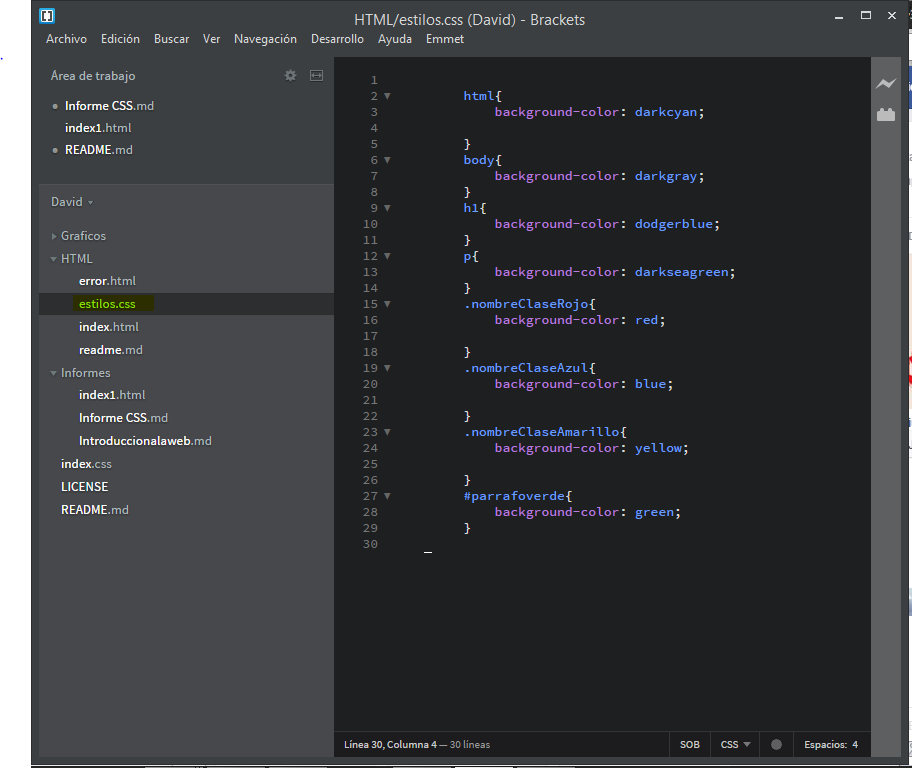 HTML/estilos.css (David) - Brackets
Archivo Edición Buscar Ver Navegación Desarrollo Ayuda Emmet
Área de trabajo
Informe CSS.md
index1.html
README.md
David
Graficos
HTML
error.html
estilos.css
index.html
readme.md
Informes
index1.html
Informe CSS.md
Introduccionalaweb.md
index.css
LICENSE
README.md
1
2 html{
3 background-color: darkcyan;
4
5 }
6 body{
7 background-color: darkgray;
8 }
9 h1{
10 background-color: dodgerblue;
11 }
12 p{
13 background-color: darkseagreen;
14 }
15 .nombreClaseRojo{
16 background-color: red;
17
18 }
19 .nombreClaseAzul{
20 background-color: blue;
21
22 }
23 .nombreClaseAmarillo{
24 background-color: yellow;
25
26 }
27 #parrafoverde{
28 background-color: green;
29 }
30
Línea 30, Columna 4 — 30 líneas SOB CSS Espacios: 4